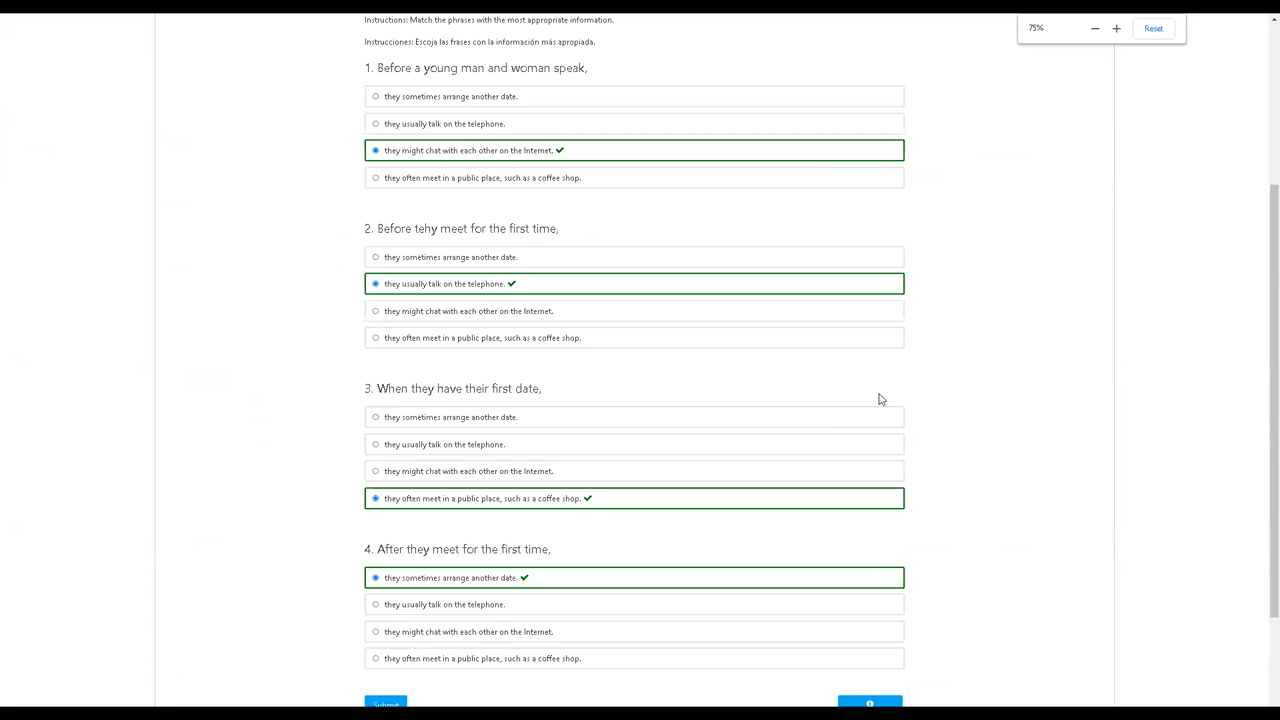 Instructions: Match the phrases with the most appropriate information.
75%
Reset
Instrucciones: Escoja las frases con la información más apropiada.
1. Before a young man and woman speak,
they sometimes arrange another date.
they usually talk on the telephone.
they might chat with each other on the Internet.
they often meet in a public place, such as a coffee shop.
2. Before tehy meet for the first time,
they sometimes arrange another date.
they usually talk on the telephone.
they might chat with each other on the Internet.
they often meet in a public place, such as a coffee shop.
3. When they have their first date,
they sometimes arrange another date.
they usually talk on the telephone.
they might chat with each other on the Internet.
they often meet in a public place, such as a coffee shop.
4. After they meet for the first time,
they sometimes arrange another date.
they usually talk on the telephone.
they might chat with each other on the Internet.
they often meet in a public place, such as a coffee shop.
Submit